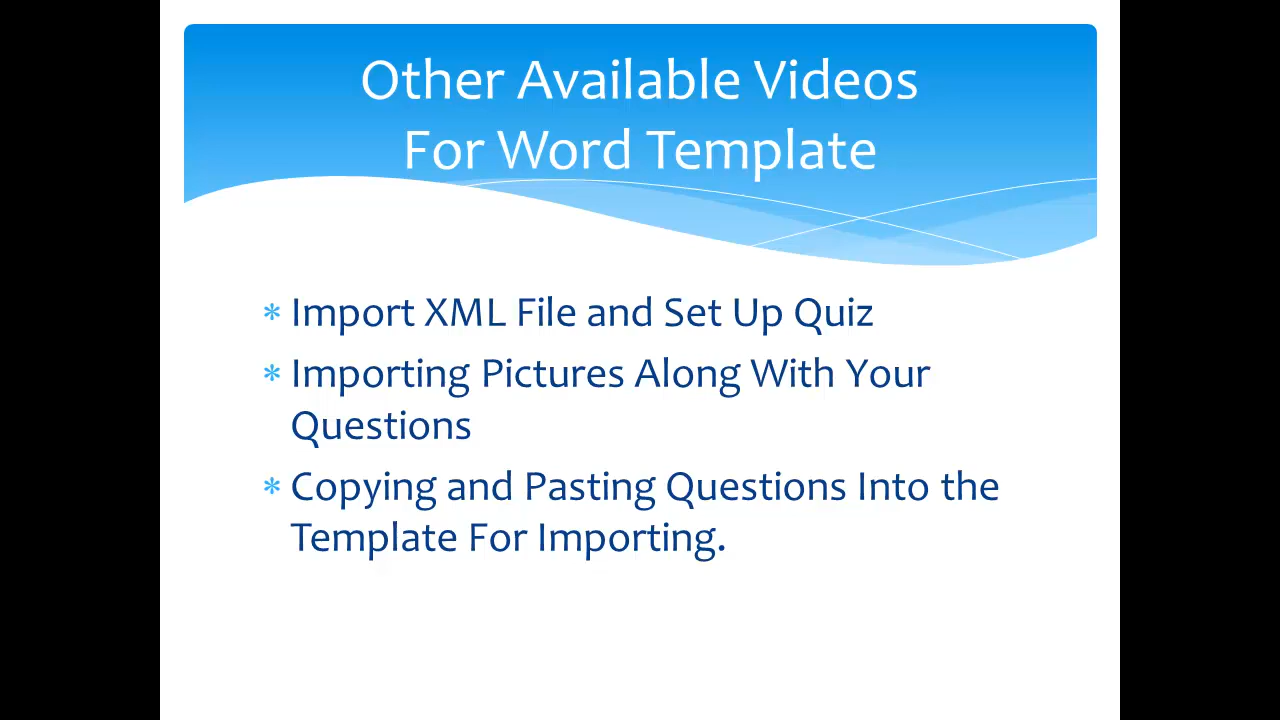 Other Available Videos
For Word Template
* Import XML File and Set Up Quiz
* Importing Pictures Along With Your
Questions
* Copying and Pasting Questions Into the
Template For Importing.